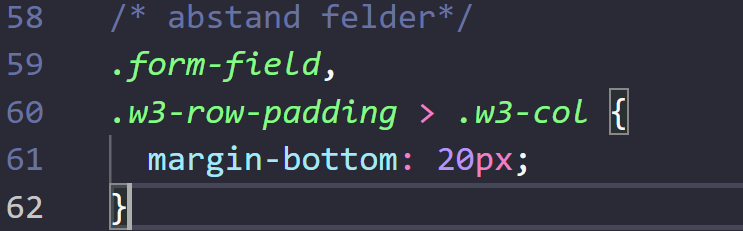 58 /* abstand felder*/
59 .form-field,
60 .w3-row-padding > .w3-col {
61 margin-bottom: 20px;
62 }